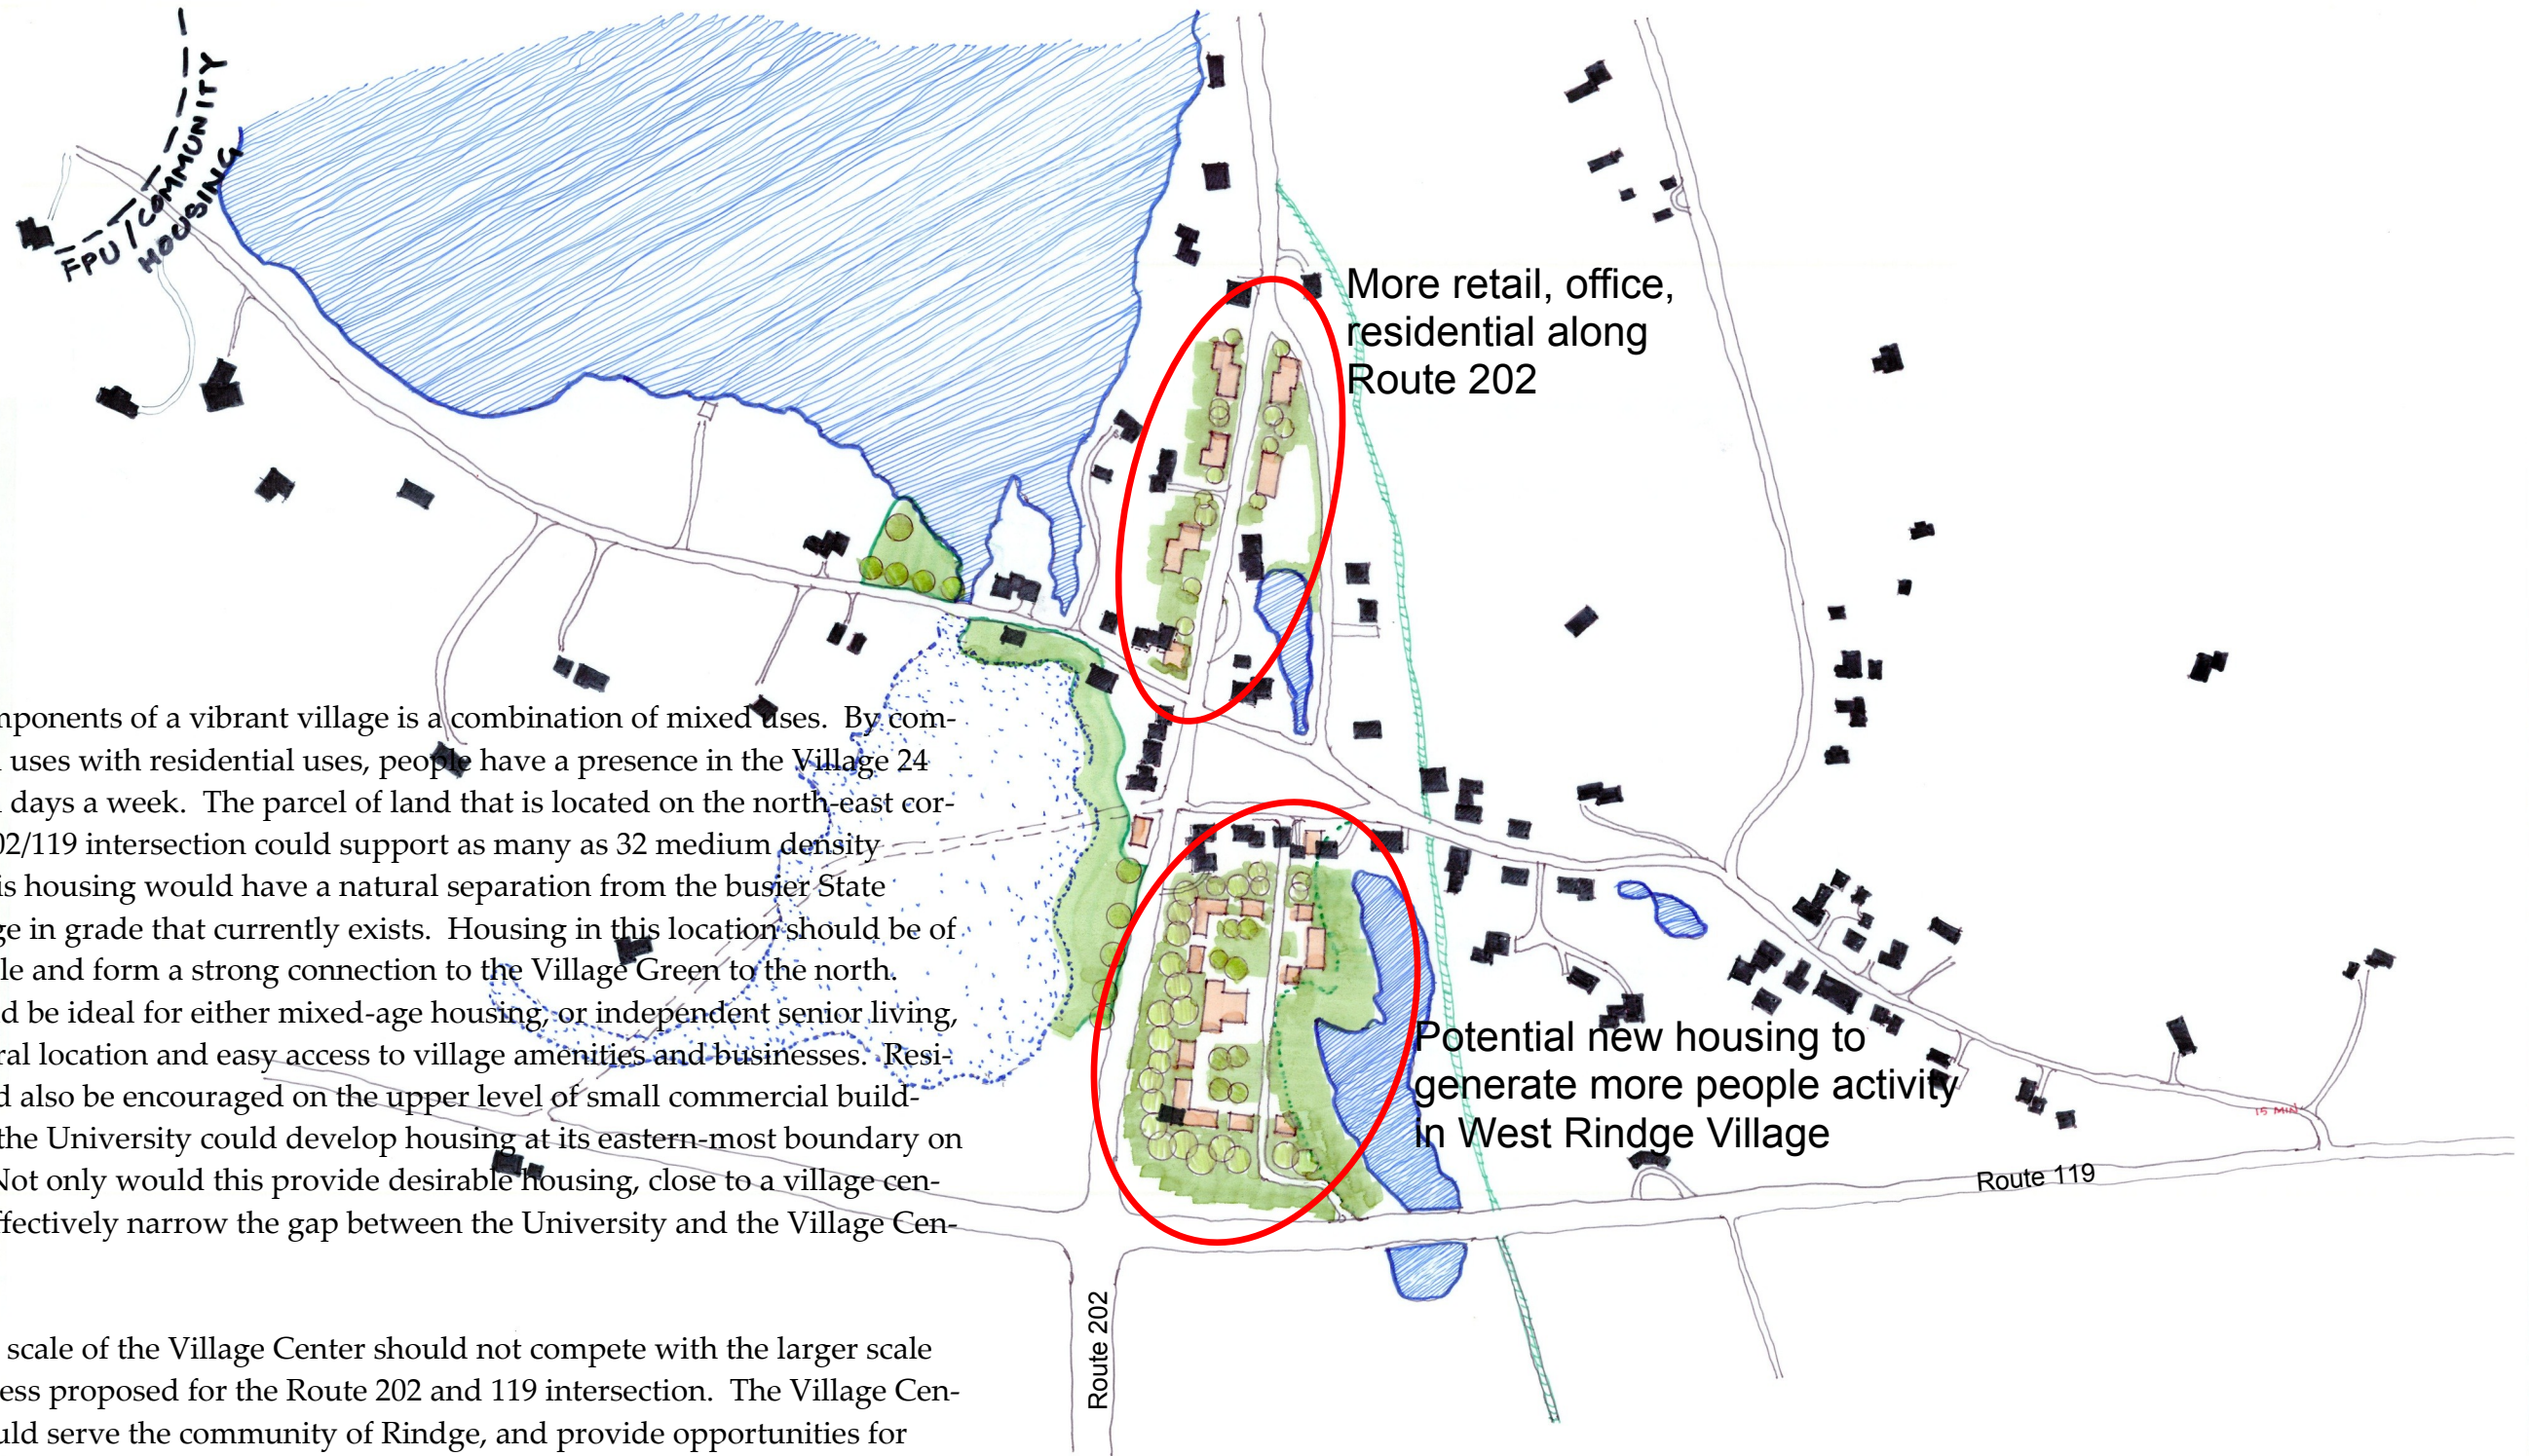 FPU / COMMUNITY
HOUSING
More retail, office,
residential along
Route 202
mponents of a vibrant village is a combination of mixed uses.  By com-
l uses with residential uses, people have a presence in the Village 24
n days a week.  The parcel of land that is located on the north-east cor-
02/119 intersection could support as many as 32 medium density
is housing would have a natural separation from the busier State
ge in grade that currently exists.  Housing in this location should be of
le and form a strong connection to the Village Green to the north.
d be ideal for either mixed-age housing, or independent senior living,
ral location and easy access to village amenities and businesses.  Resi-
d also be encouraged on the upper level of small commercial build-
the University could develop housing at its eastern-most boundary on
Not only would this provide desirable housing, close to a village cen-
ffectively narrow the gap between the University and the Village Cen-
Potential new housing to
generate more people activity
in West Rindge Village
15 MIN
Route 119
Route 202
scale of the Village Center should not compete with the larger scale
ess proposed for the Route 202 and 119 intersection.  The Village Cen-
uld serve the community of Rindge, and provide opportunities for